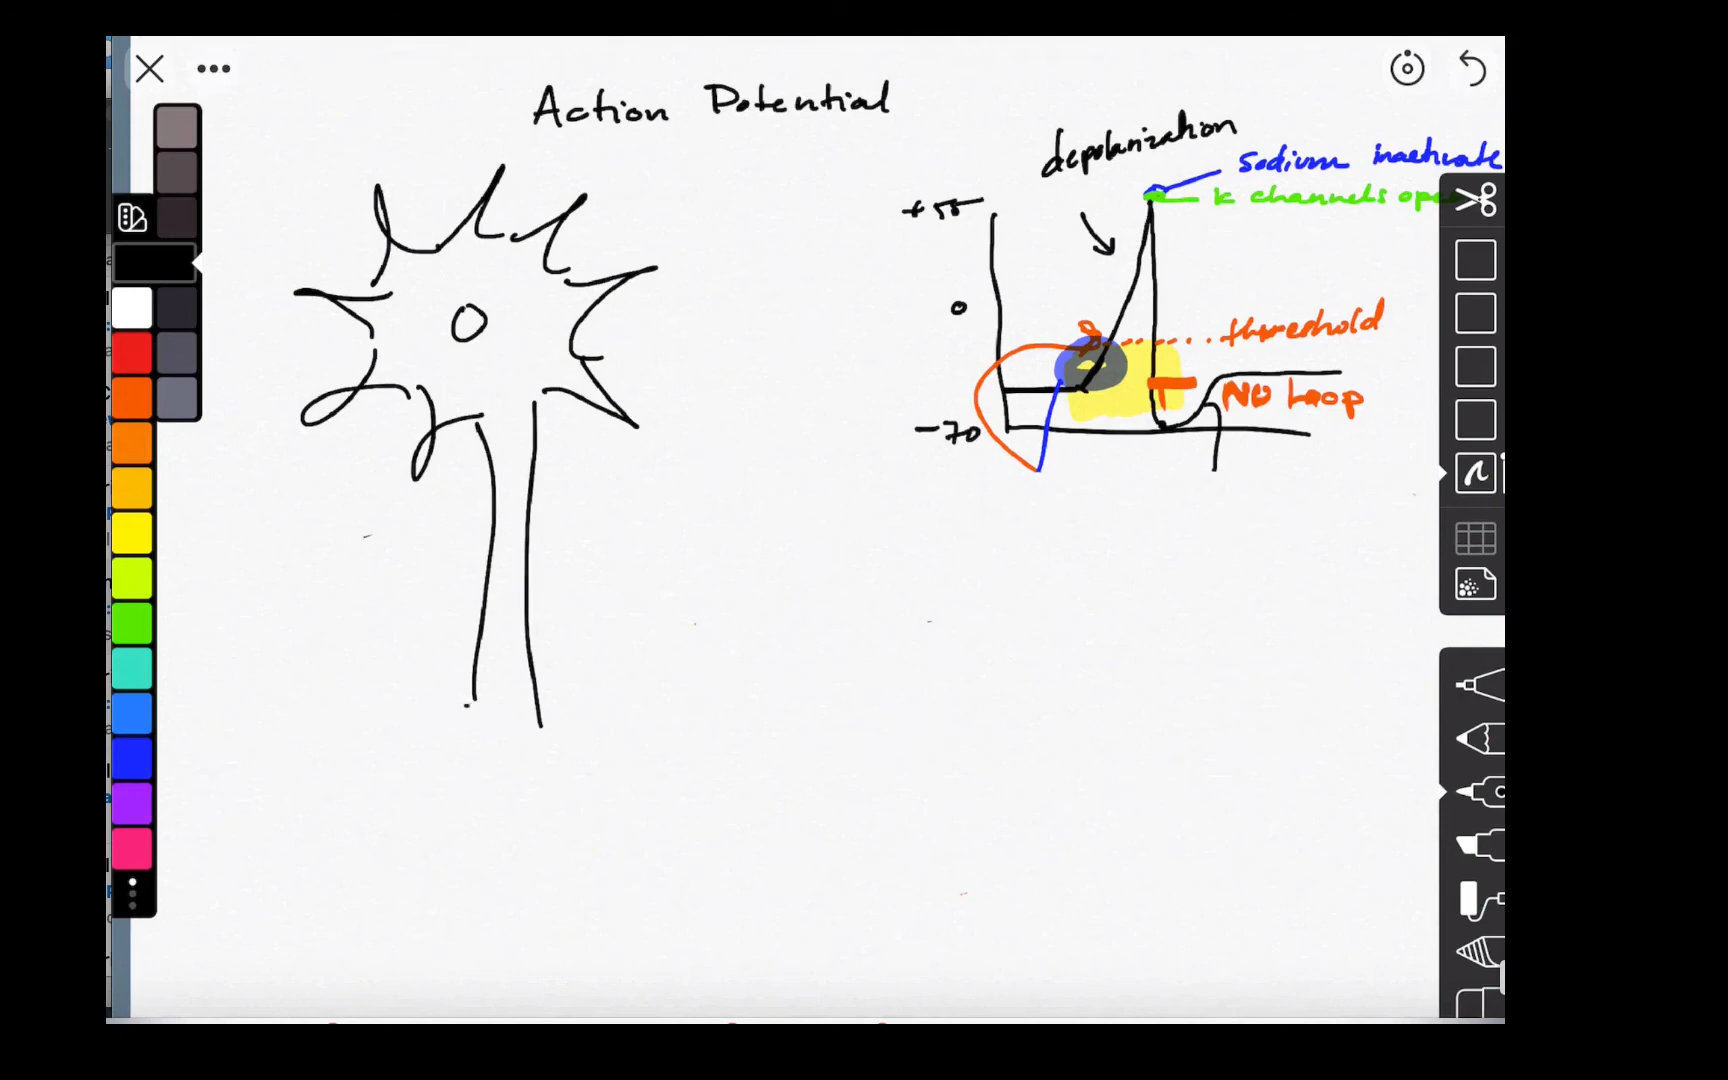 Action Potential
depolarization
sodium inactivate
K channels ope
+55
0
threshold
NO Loop
-70